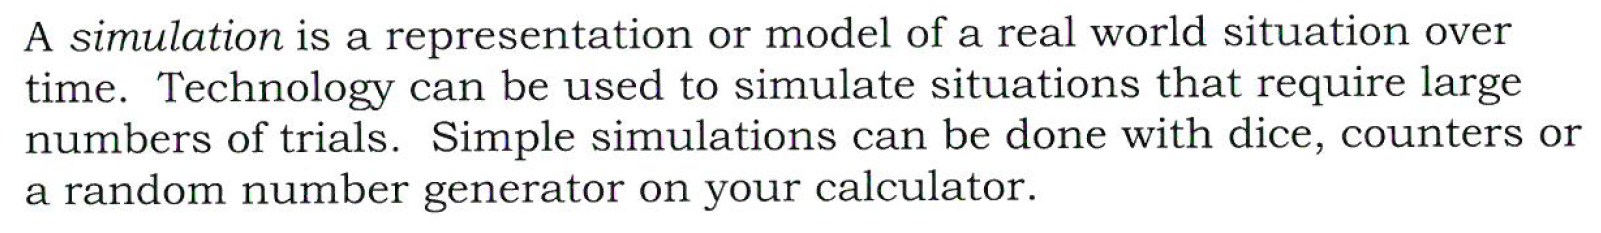 A simulation is a representation or model of a real world situation over
time.  Technology can be used to simulate situations that require large
numbers of trials.  Simple simulations can be done with dice, counters or
a random number generator on your calculator.